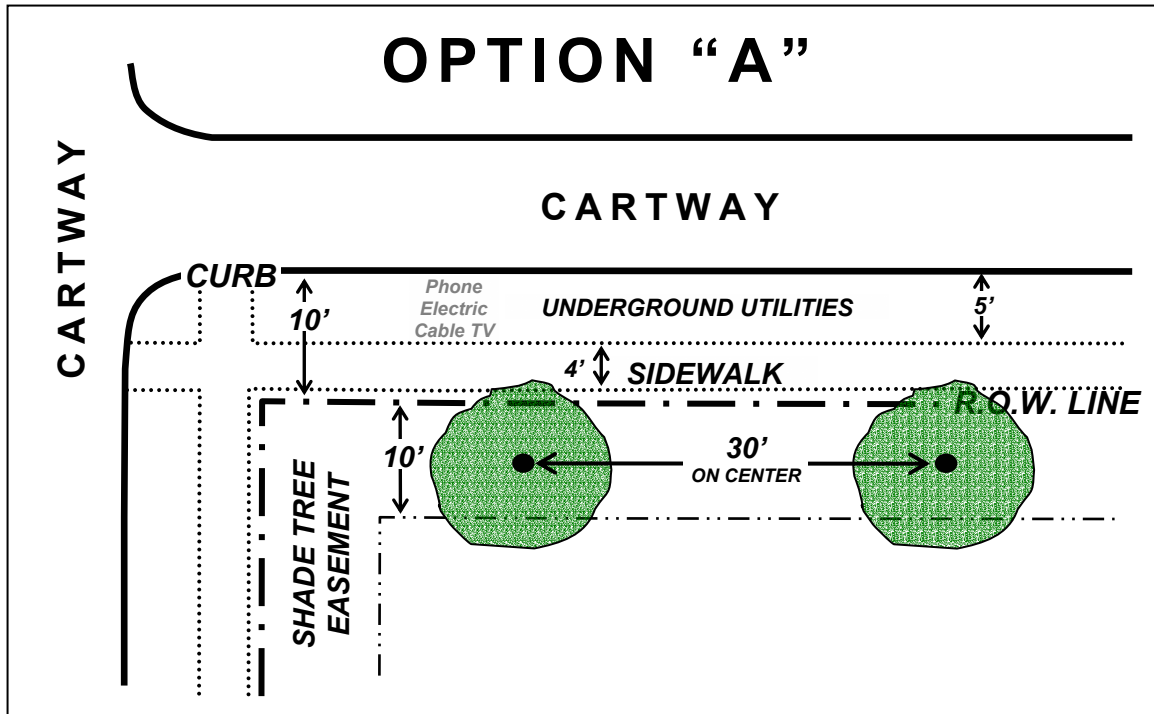 OPTION “A”
CARTWAY
CARTWAY
CURB
10’
Phone
Electric
Cable TV
UNDERGROUND UTILITIES
5’
4’
SIDEWALK
R.O.W. LINE
10’
30’
ON CENTER
SHADE TREE
EASEMENT